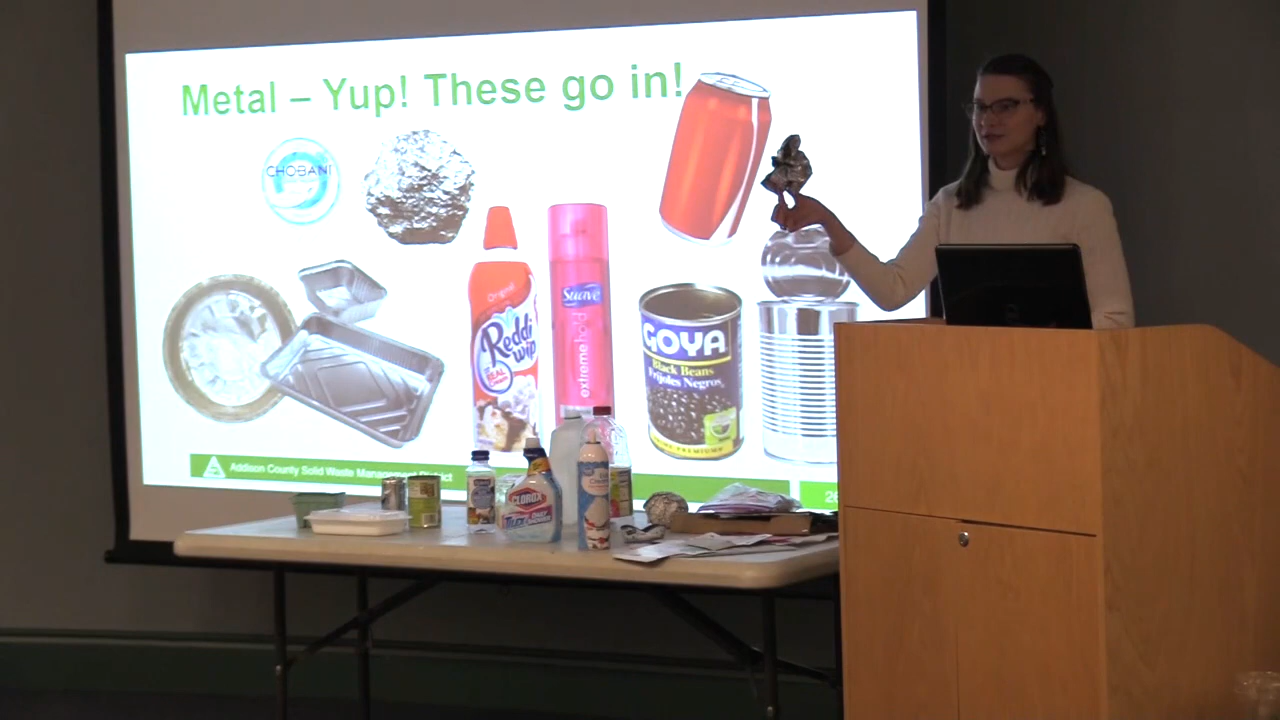 Metal – Yup! These go in!
CHOBANI
Original
Reddi
wip
REAL
Suave
extreme hold
GOYA
Black Beans
Frijoles Negros
Addison County Solid Waste Management District
CLOROX